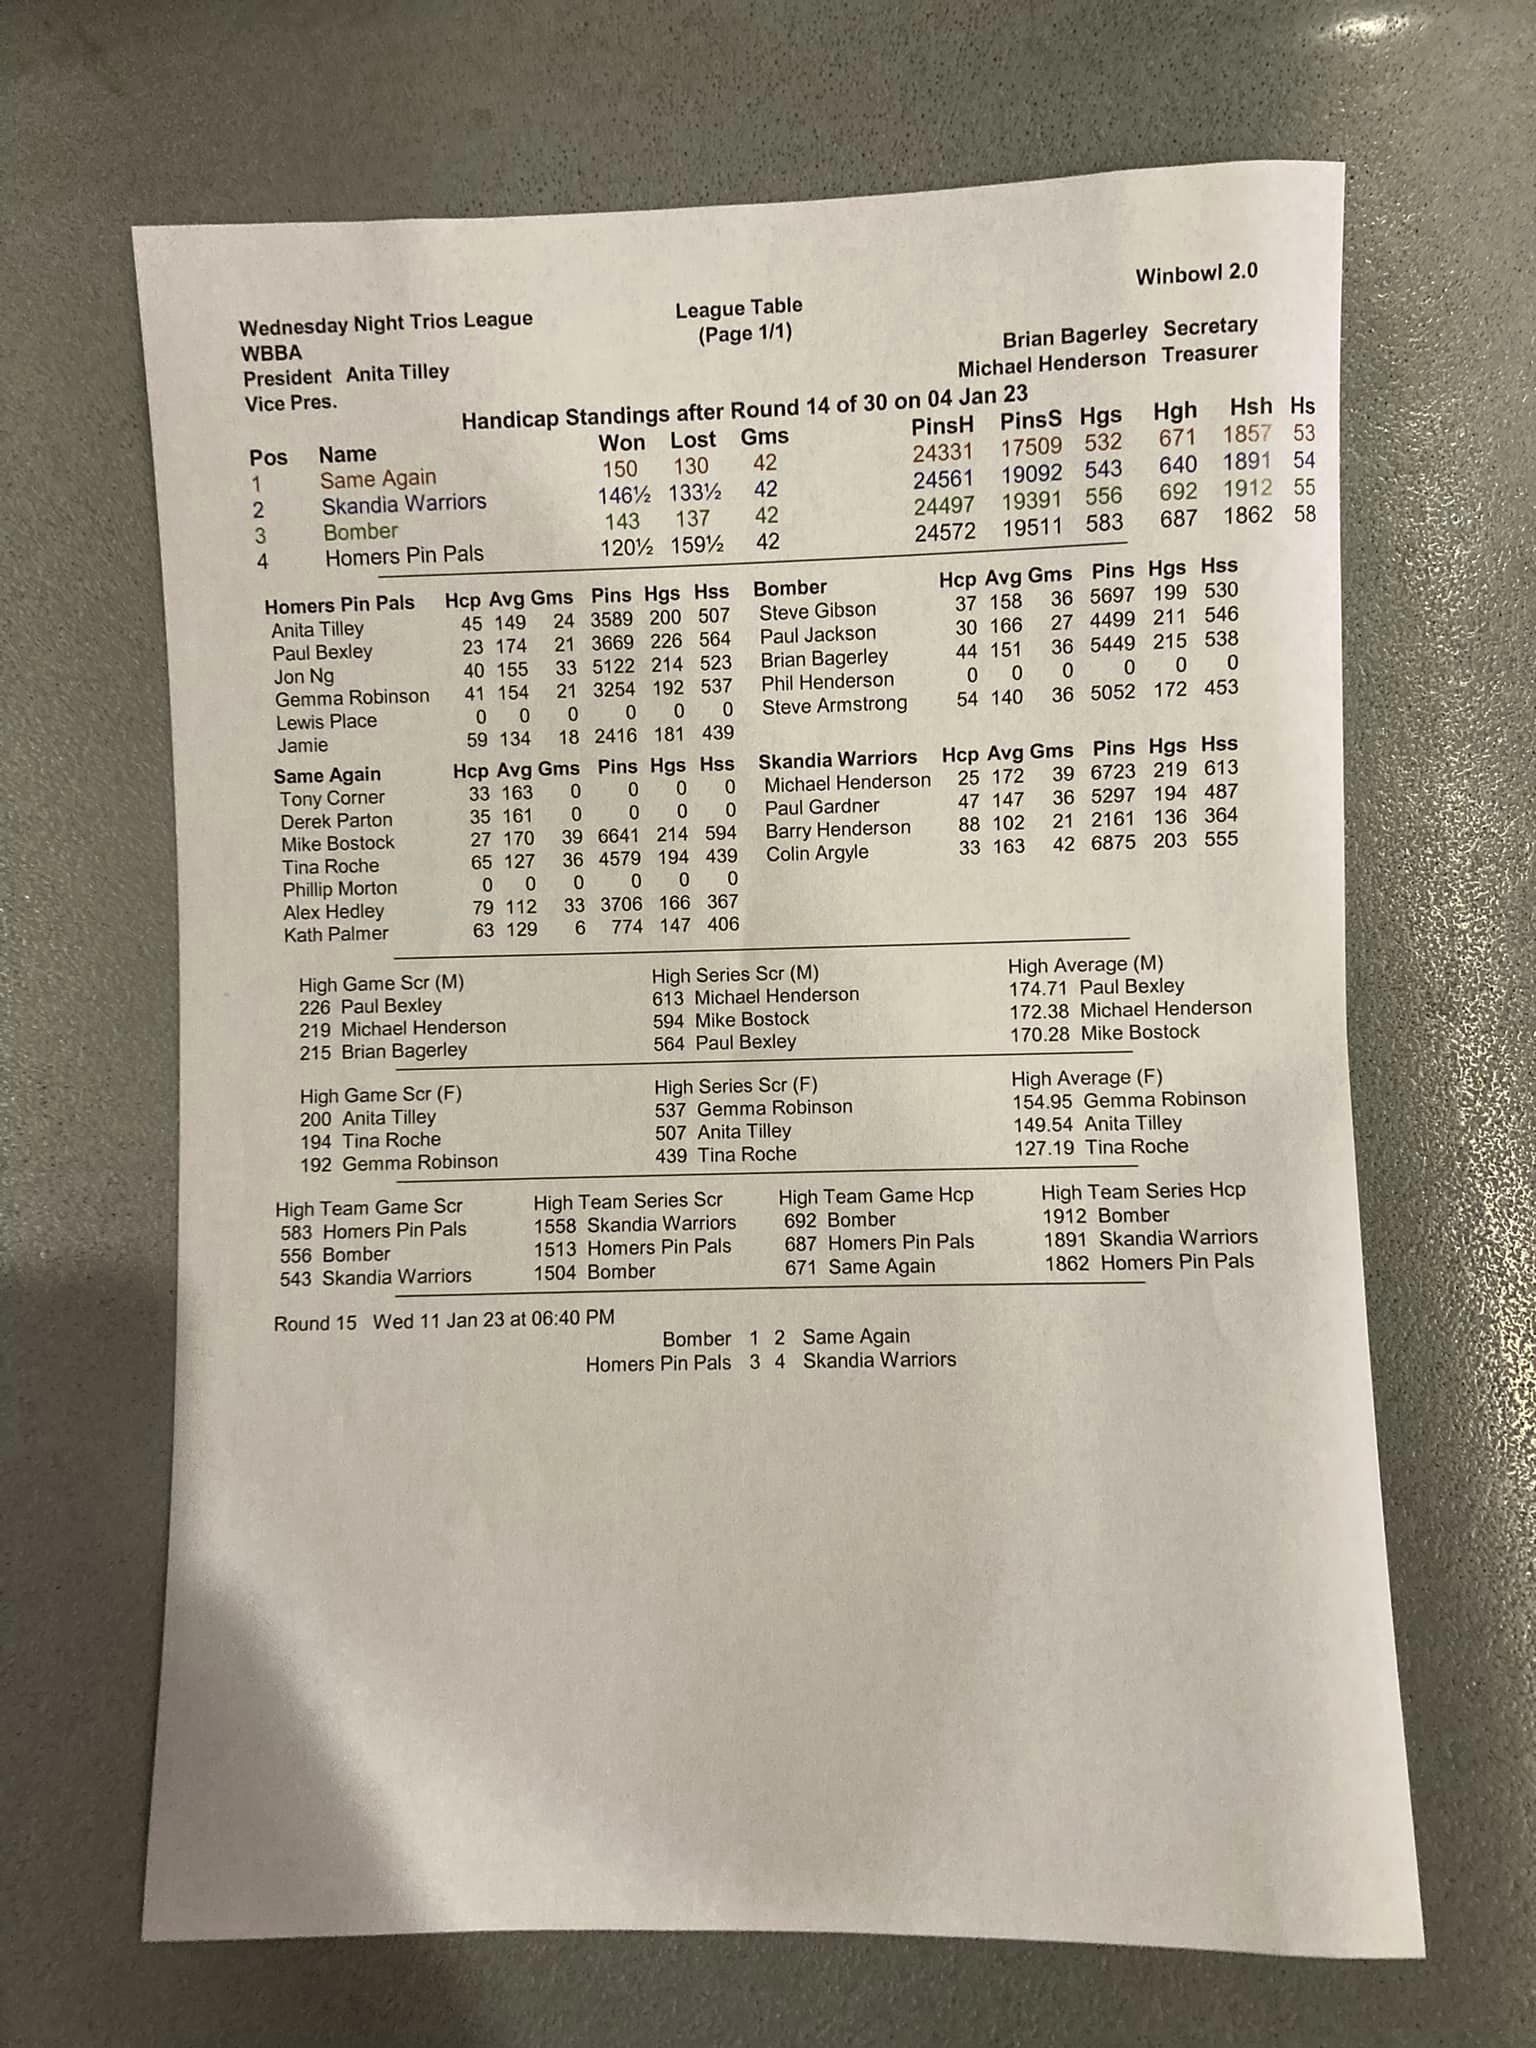 Winbowl 2.0
Wednesday Night Trios League League Table
WBBA (Page 1/1) Brian Bagerley Secretary
President Anita Tilley Michael Henderson Treasurer
Vice Pres.
Handicap Standings after Round 14 of 30 on 04 Jan 23
Pos Name Won Lost Gms PinsH PinsS Hgs Hgh Hsh Hs
1 Same Again 150 130 42 24331 17509 532 671 1857 53
2 Skandia Warriors 146½ 133½ 42 24561 19092 543 640 1891 54
3 Bomber 143 137 42 24497 19391 556 692 1912 55
4 Homers Pin Pals 120½ 159½ 42 24572 19511 583 687 1862 58
Homers Pin Pals Hcp Avg Gms Pins Hgs Hss
Anita Tilley 45 149 24 3589 200 507
Paul Bexley 23 174 21 3669 226 564
Jon Ng 40 155 33 5122 214 523
Gemma Robinson 41 154 21 3254 192 537
Lewis Place 0 0 0 0 0 0
Jamie 59 134 18 2416 181 439
Bomber Hcp Avg Gms Pins Hgs Hss
Steve Gibson 37 158 36 5697 199 530
Paul Jackson 30 166 27 4499 211 546
Brian Bagerley 44 151 36 5449 215 538
Phil Henderson 0 0 0 0 0 0
Steve Armstrong 54 140 36 5052 172 453
Same Again Hcp Avg Gms Pins Hgs Hss
Tony Corner 33 163 0 0 0 0
Derek Parton 35 161 0 0 0 0
Mike Bostock 27 170 39 6641 214 594
Tina Roche 65 127 36 4579 194 439
Phillip Morton 0 0 0 0 0 0
Alex Hedley 79 112 33 3706 166 367
Kath Palmer 63 129 6 774 147 406
Skandia Warriors Hcp Avg Gms Pins Hgs Hss
Michael Henderson 25 172 39 6723 219 613
Paul Gardner 47 147 36 5297 194 487
Barry Henderson 88 102 21 2161 136 364
Colin Argyle 33 163 42 6875 203 555
High Game Scr (M) High Series Scr (M) High Average (M)
226 Paul Bexley 613 Michael Henderson 174.71 Paul Bexley
219 Michael Henderson 594 Mike Bostock 172.38 Michael Henderson
215 Brian Bagerley 564 Paul Bexley 170.28 Mike Bostock
High Game Scr (F) High Series Scr (F) High Average (F)
200 Anita Tilley 537 Gemma Robinson 154.95 Gemma Robinson
194 Tina Roche 507 Anita Tilley 149.54 Anita Tilley
192 Gemma Robinson 439 Tina Roche 127.19 Tina Roche
High Team Game Scr High Team Series Scr High Team Game Hcp High Team Series Hcp
583 Homers Pin Pals 1558 Skandia Warriors 692 Bomber 1912 Bomber
556 Bomber 1513 Homers Pin Pals 687 Homers Pin Pals 1891 Skandia Warriors
543 Skandia Warriors 1504 Bomber 671 Same Again 1862 Homers Pin Pals
Round 15 Wed 11 Jan 23 at 06:40 PM
Bomber 1 2 Same Again
Homers Pin Pals 3 4 Skandia Warriors